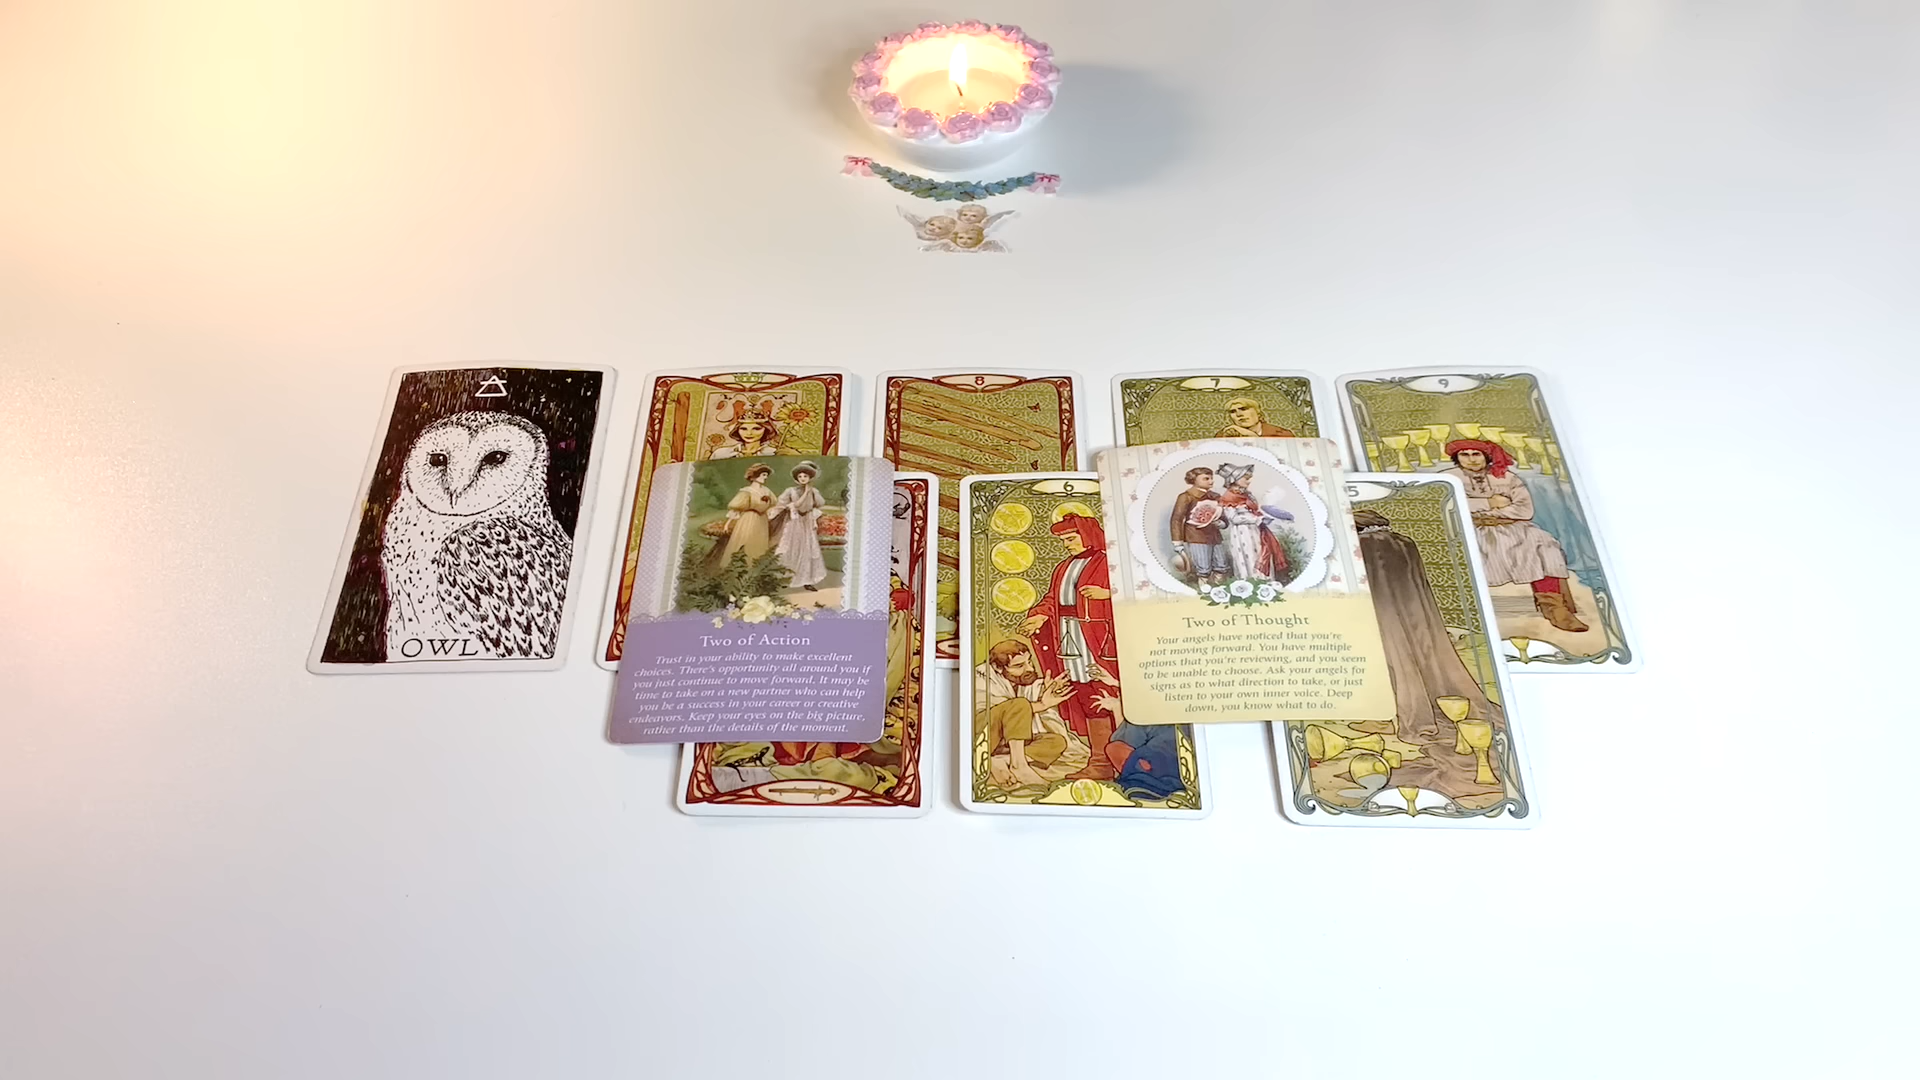 8
7
9
OWL
6
5
Two of Action
Trust in your ability to make excellent
choices. There's opportunity all around you if
you just continue to move forward. It may be
time to take on a new partner who can help
you be a success in your career or creative
endeavors. Keep your eyes on the big picture,
rather than the details of the moment.
Two of Thought
Your angels have noticed that you're
not moving forward. You have multiple
options that you're reviewing, and you seem
to be unable to choose. Ask your angels for
signs as to what direction to take, or just
listen to your own inner voice. Deep
down, you know what to do.